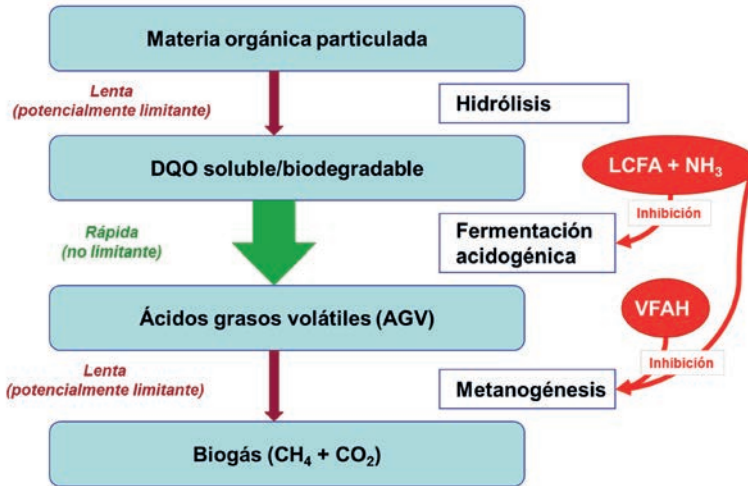 Materia orgánica particulada
Lenta
(potencialmente limitante)
Hidrólisis
DQO soluble/biodegradable
LCFA + NH₃
Inhibición
Rápida
(no limitante)
Fermentación
acidogénica
Ácidos grasos volátiles (AGV)
VFAH
Inhibición
Lenta
(potencialmente limitante)
Metanogénesis
Biogás (CH₄ + CO₂)